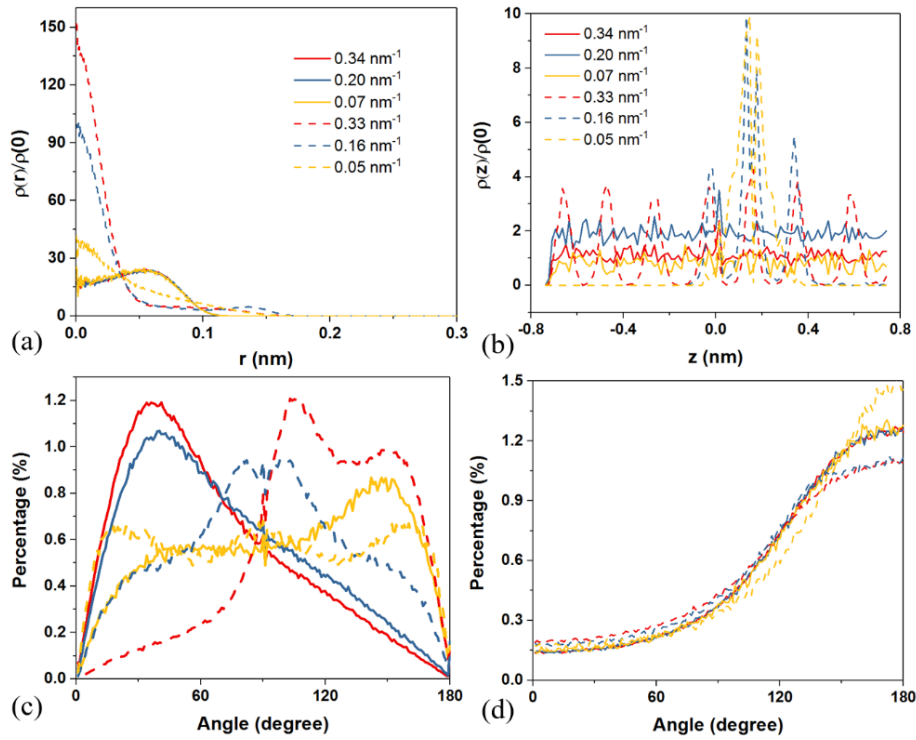 150
120
90
60
30
0
ρ(r)/ρ(0)
0.34 nm⁻¹
0.20 nm⁻¹
0.07 nm⁻¹
0.33 nm⁻¹
0.16 nm⁻¹
0.05 nm⁻¹
0.0 0.1 0.2 0.3
r (nm)
(a)
10
8
6
4
2
0
ρ(z)/ρ(0)
0.34 nm⁻¹
0.20 nm⁻¹
0.07 nm⁻¹
0.33 nm⁻¹
0.16 nm⁻¹
0.05 nm⁻¹
-0.8 -0.4 0.0 0.4 0.8
z (nm)
(b)
1.2
1.0
0.8
0.6
0.4
0.2
0.0
Percentage (%)
0 60 120 180
Angle (degree)
(c)
1.5
1.2
0.9
0.6
0.3
0.0
Percentage (%)
0 60 120 180
Angle (degree)
(d)